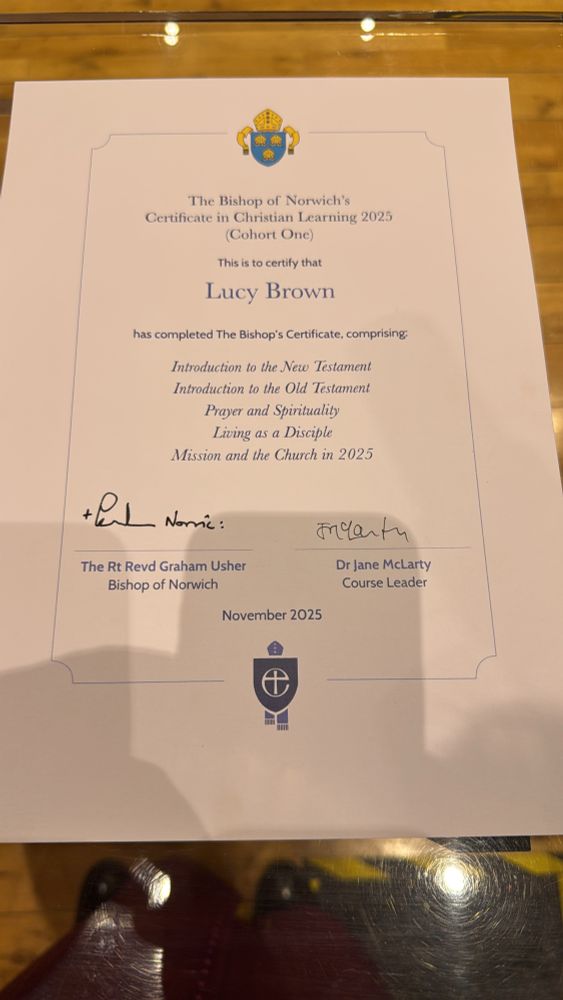 The Bishop of Norwich's
Certificate in Christian Learning 2025
(Cohort One)
This is to certify that
Lucy Brown
has completed The Bishop's Certificate, comprising:
Introduction to the New Testament
Introduction to the Old Testament
Prayer and Spirituality
Living as a Disciple
Mission and the Church in 2025
The Rt Revd Graham Usher
Bishop of Norwich
Dr Jane McLarty
Course Leader
November 2025